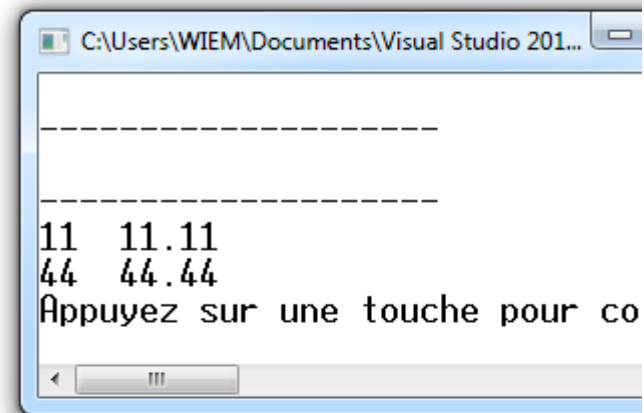 C:\Users\WIEM\Documents\Visual Studio 201...
--------------------
--------------------
11  11.11
44  44.44
Appuyez sur une touche pour co